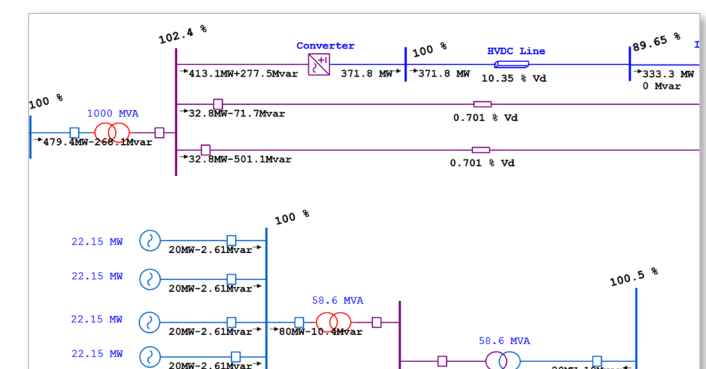 102.4 %
Converter
100 %
HVDC Line
89.65 %
413.1MW+277.5Mvar
371.8 MW
371.8 MW
10.35 % Vd
333.3 MW
0 Mvar
100 %
1000 MVA
32.8MW-71.7Mvar
0.701 % Vd
479.4MW-268.1Mvar
32.8MW-501.1Mvar
0.701 % Vd
100 %
22.15 MW
20MW-2.61Mvar
22.15 MW
20MW-2.61Mvar
100.5 %
58.6 MVA
22.15 MW
20MW-2.61Mvar
80MW-10.4Mvar
58.6 MVA
22.15 MW
20MW-2.61Mvar